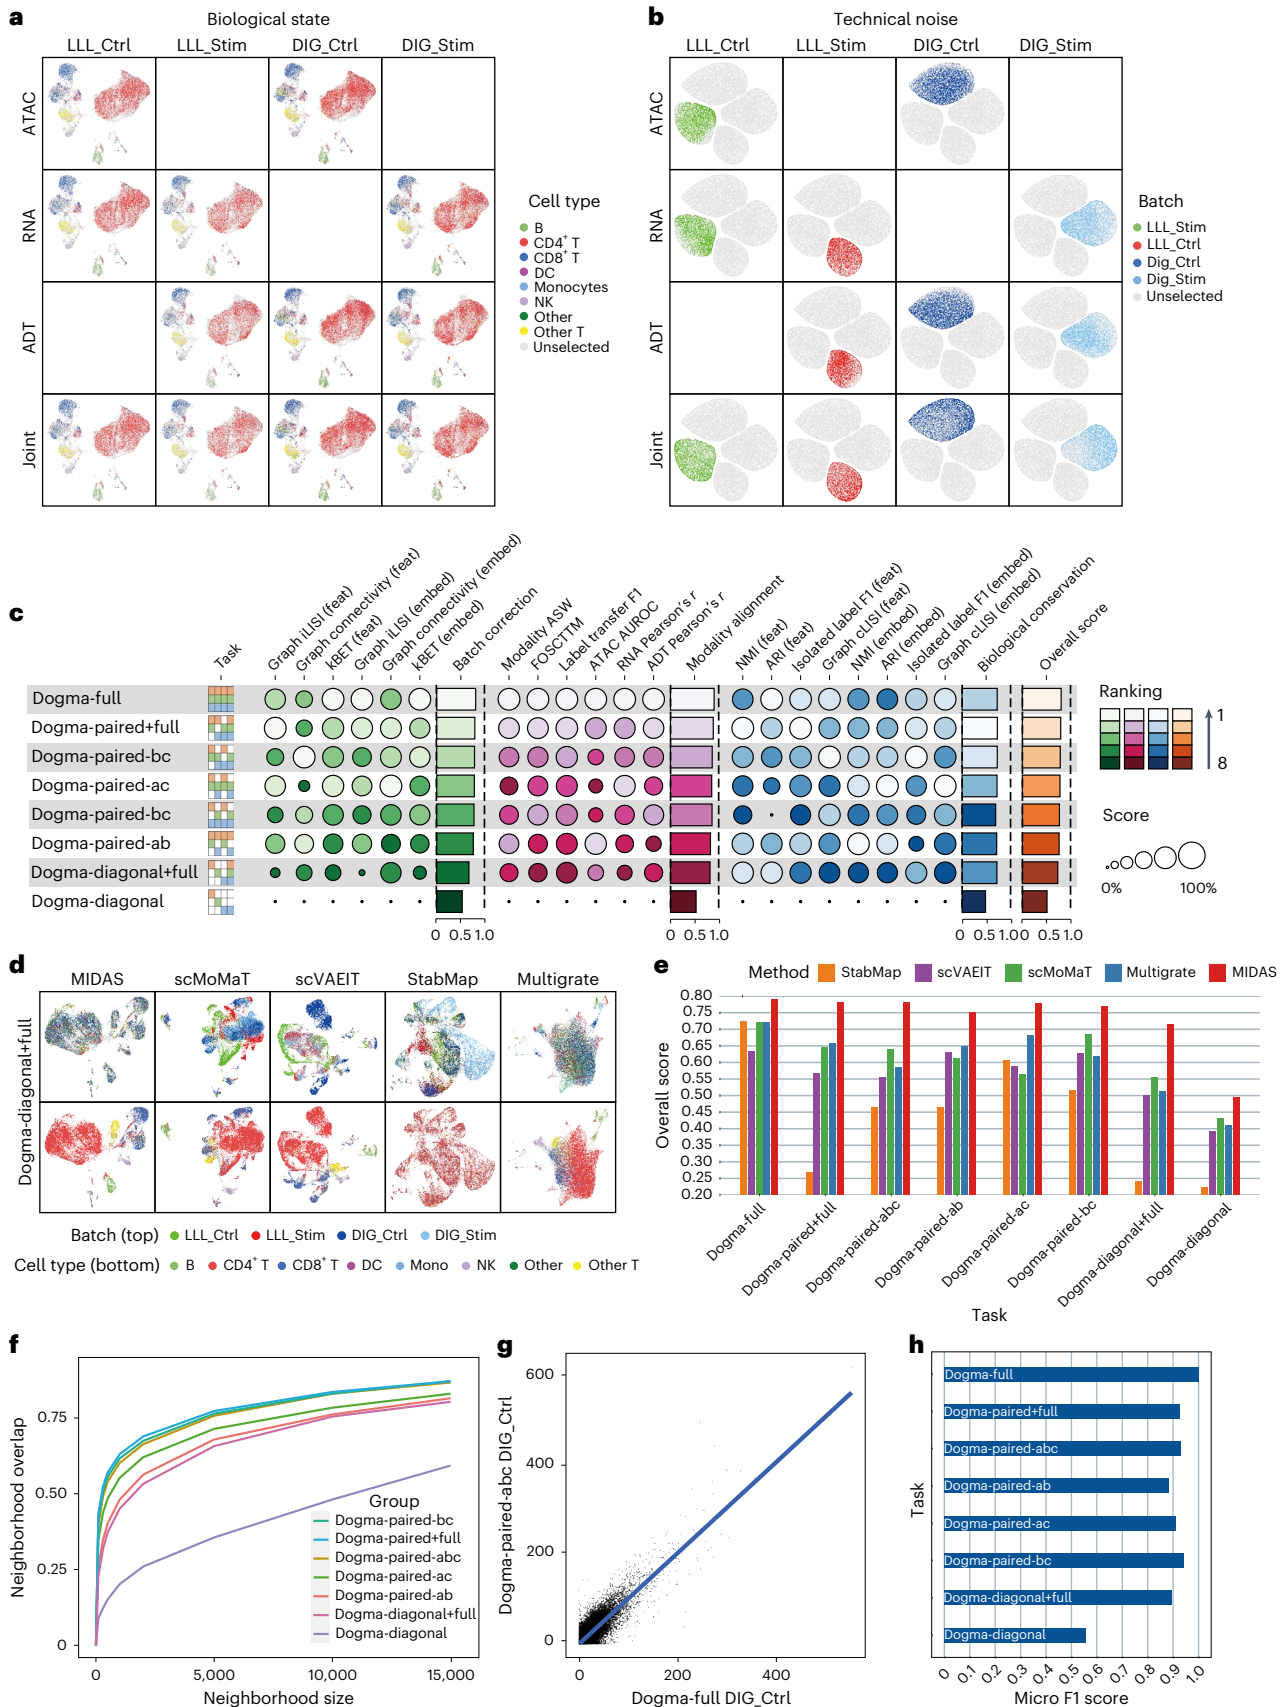 a
Biological state
LLL_Ctrl LLL_Stim DIG_Ctrl DIG_Stim
ATAC
RNA
ADT
Joint
Cell type
B
CD4+ T
CD8+ T
DC
Monocytes
NK
Other
Other T
Unselected
b
Technical noise
LLL_Ctrl LLL_Stim DIG_Ctrl DIG_Stim
ATAC
RNA
ADT
Joint
Batch
LLL_Stim
LLL_Ctrl
Dig_Ctrl
Dig_Stim
Unselected
c
Task
Graph iLISI (feat)
Graph connectivity (feat)
kBET (feat)
Graph iLISI (embed)
Graph connectivity (embed)
kBET (embed)
Batch correction
Modality ASW
FOSCTTM
Label transfer F1
ATAC AUROC
RNA Pearson's r
ADT Pearson's r
Modality alignment
NMI (feat)
ARI (feat)
Isolated label F1 (feat)
Graph cLISI (feat)
NMI (embed)
ARI (embed)
Isolated label F1 (embed)
Graph cLISI (embed)
Biological conservation
Overall score
Dogma-full
Dogma-paired+full
Dogma-paired-bc
Dogma-paired-ac
Dogma-paired-bc
Dogma-paired-ab
Dogma-diagonal+full
Dogma-diagonal
0 0.5 1.0
0 0.5 1.0
0 0.5 1.0
0 0.5 1.0
Ranking
1
8
Score
0% 100%
d
MIDAS scMoMaT scVAEIT StabMap Multigrate
Dogma-diagonal+full
Batch (top) LLL_Ctrl LLL_Stim DIG_Ctrl DIG_Stim
Cell type (bottom) B CD4+ T CD8+ T DC Mono NK Other Other T
e
Method StabMap scVAEIT scMoMaT Multigrate MIDAS
Overall score
0.80
0.75
0.70
0.65
0.60
0.55
0.50
0.45
0.40
0.35
0.30
0.25
0.20
Dogma-full
Dogma-paired+full
Dogma-paired-abc
Dogma-paired-ab
Dogma-paired-ac
Dogma-paired-bc
Dogma-diagonal+full
Dogma-diagonal
Task
f
Neighborhood overlap
0.75
0.50
0.25
0
0 5,000 10,000 15,000
Neighborhood size
Group
Dogma-paired-bc
Dogma-paired+full
Dogma-paired-abc
Dogma-paired-ac
Dogma-paired-ab
Dogma-diagonal+full
Dogma-diagonal
g
Dogma-paired-abc DIG_Ctrl
600
400
200
0
0 200 400
Dogma-full DIG_Ctrl
h
Task
Dogma-full
Dogma-paired+full
Dogma-paired-abc
Dogma-paired-ab
Dogma-paired-ac
Dogma-paired-bc
Dogma-diagonal+full
Dogma-diagonal
0 0.1 0.2 0.3 0.4 0.5 0.6 0.7 0.8 0.9 1.0
Micro F1 score